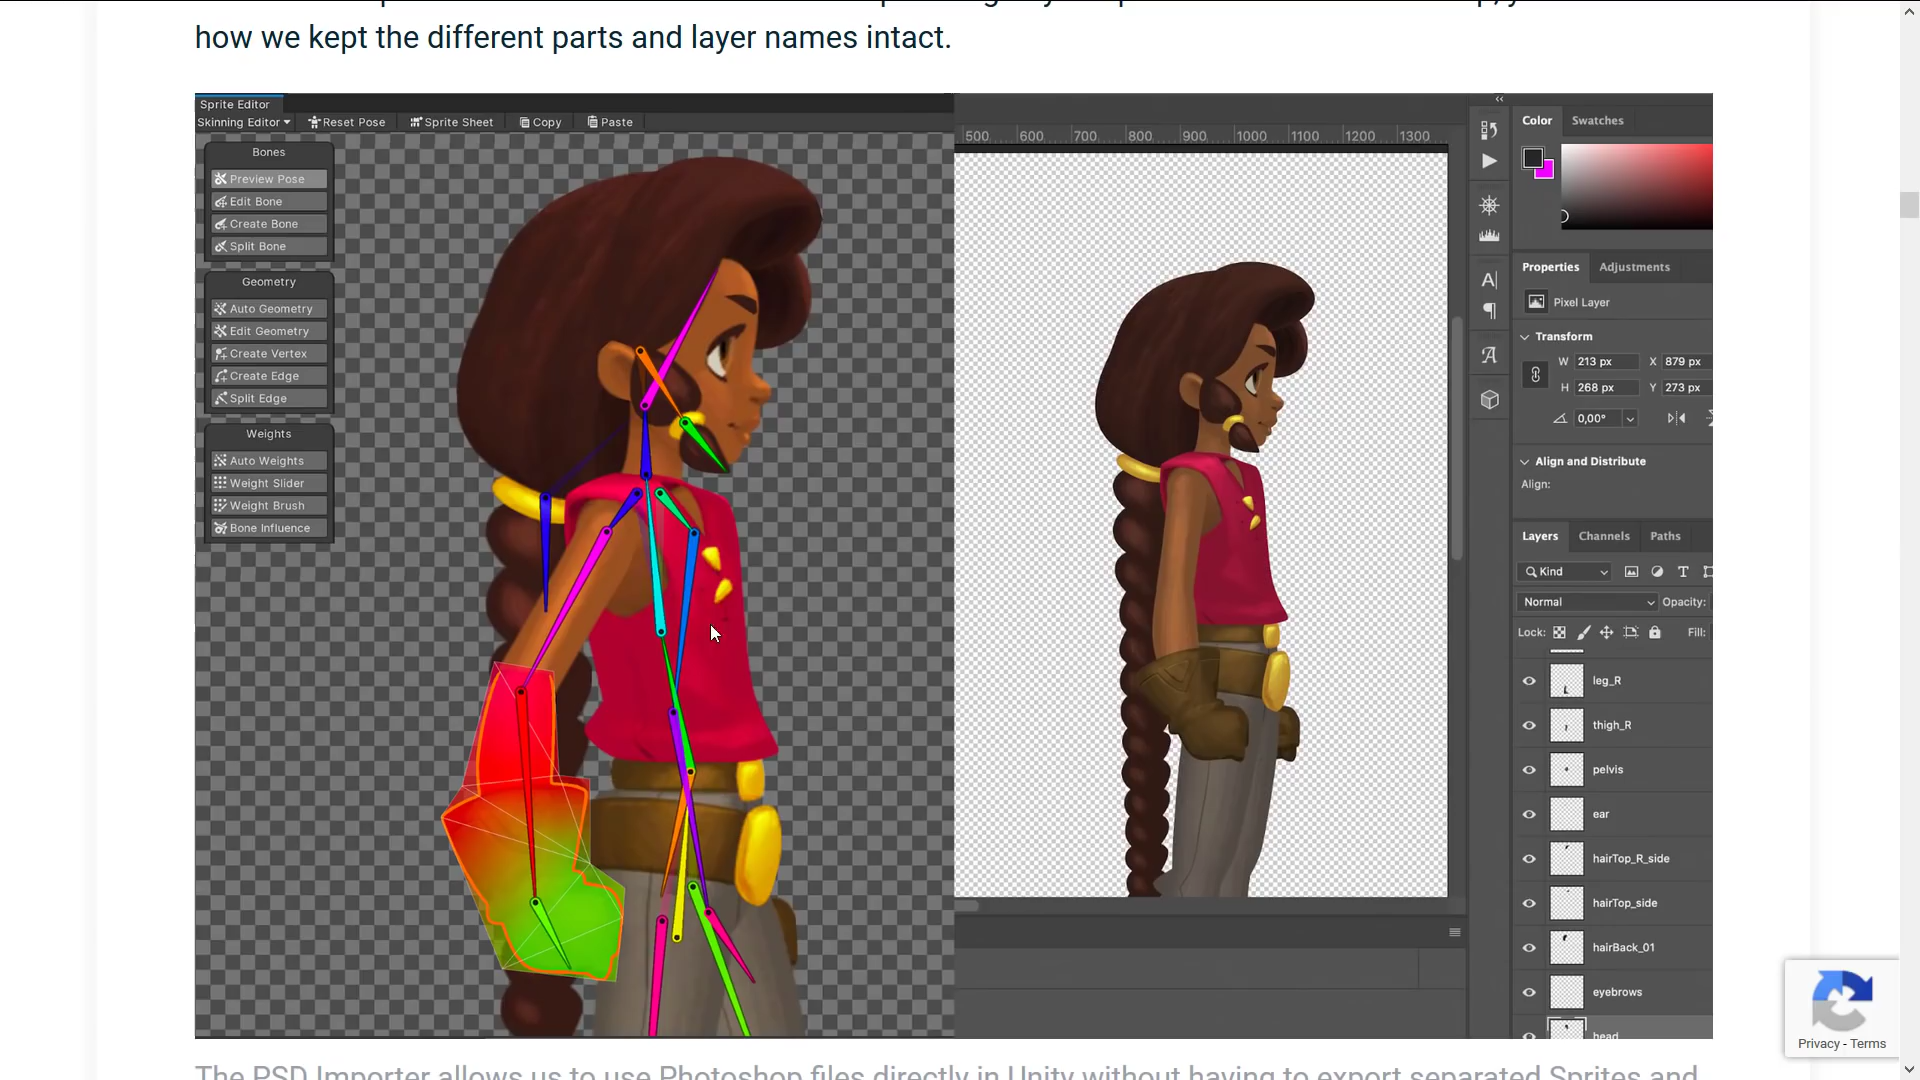 how we kept the different parts and layer names intact.
Sprite Editor
Skinning Editor
Reset Pose
Sprite Sheet
Copy
Paste
Bones
Preview Pose
Edit Bone
Create Bone
Split Bone
Geometry
Auto Geometry
Edit Geometry
Create Vertex
Create Edge
Split Edge
Weights
Auto Weights
Weight Slider
Weight Brush
Bone Influence
500 600 700 800 900 1000 1100 1200 1300
Color Swatches
Properties Adjustments
Pixel Layer
Transform
W 213 px X 879 px
H 268 px Y 273 px
0,00°
Align and Distribute
Align:
Layers Channels Paths
Kind
Normal Opacity:
Lock: Fill:
leg_R
thigh_R
pelvis
ear
hairTop_R_side
hairTop_side
hairBack_01
eyebrows
head
The PSD Importer allows us to use Photoshop files directly in Unity without having to export separated Sprites and
Privacy - Terms